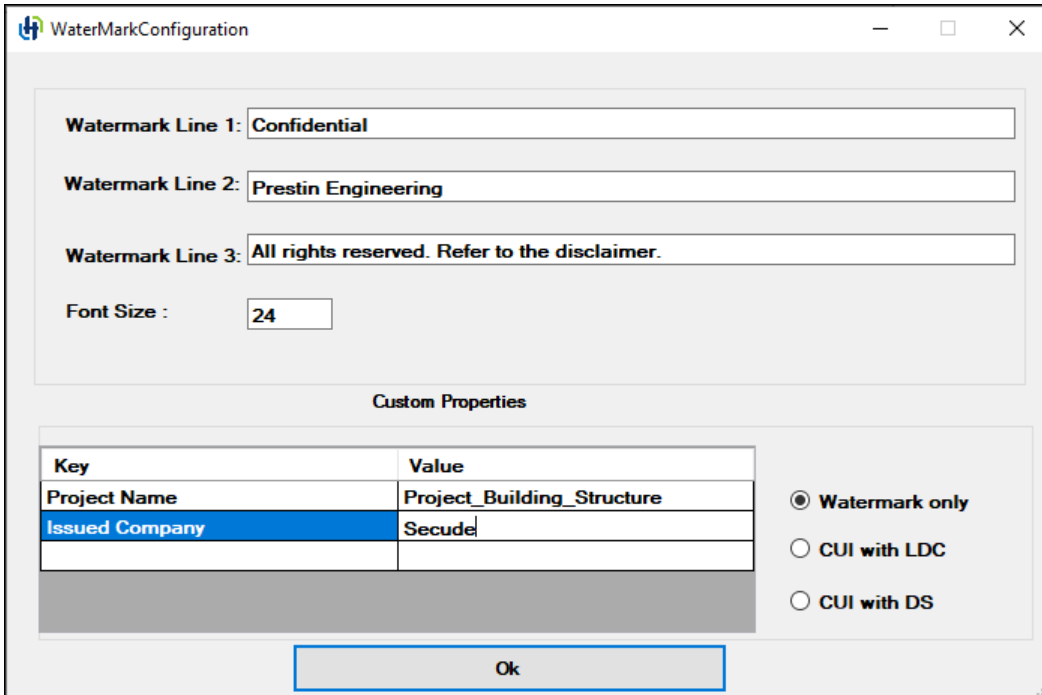 WaterMarkConfiguration
Watermark Line 1: Confidential
Watermark Line 2: Prestin Engineering
Watermark Line 3: All rights reserved. Refer to the disclaimer.
Font Size : 24
Custom Properties
Key Value
Project Name Project_Building_Structure
Issued Company Secude
Watermark only
CUI with LDC
CUI with DS
Ok